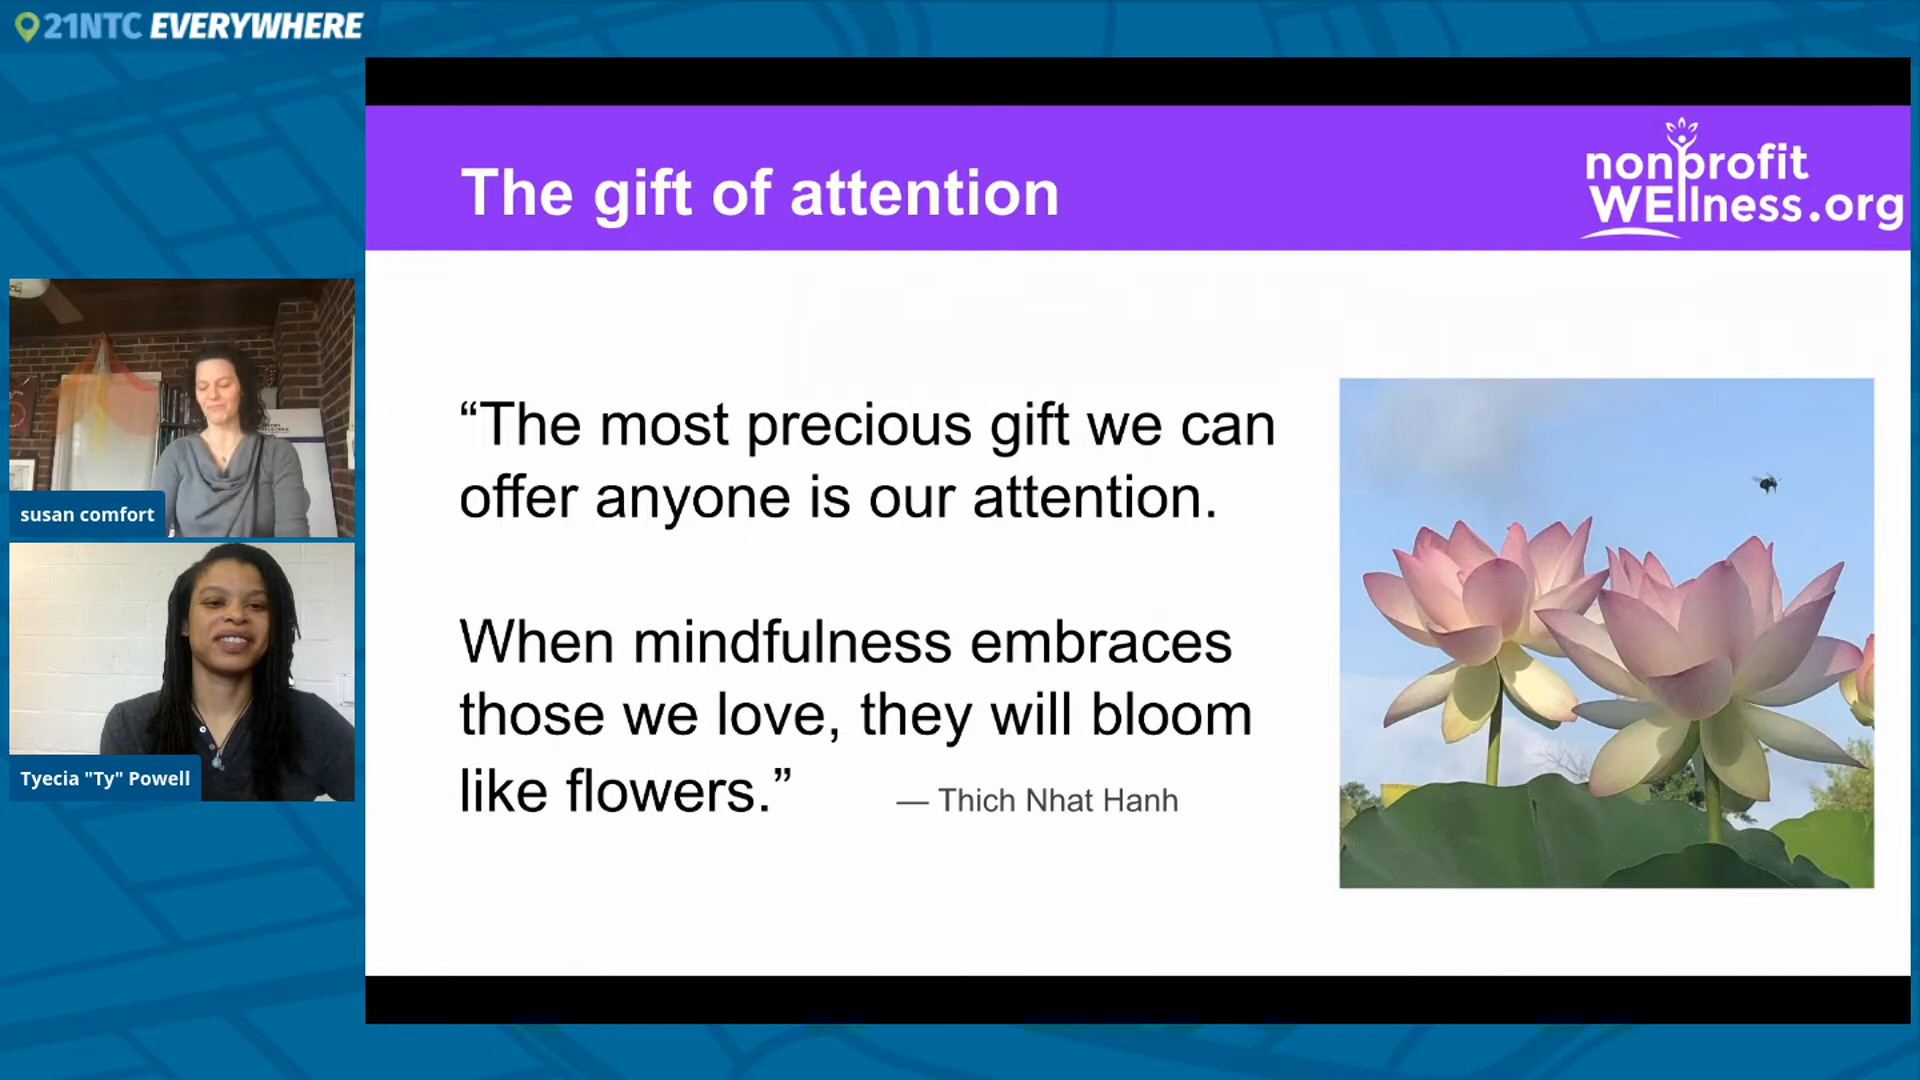 21NTC EVERYWHERE
The gift of attention
nonprofit
WEllness.org
“The most precious gift we can
offer anyone is our attention.
When mindfulness embraces
those we love, they will bloom
like flowers.” — Thich Nhat Hanh
susan comfort
Tyecia "Ty" Powell